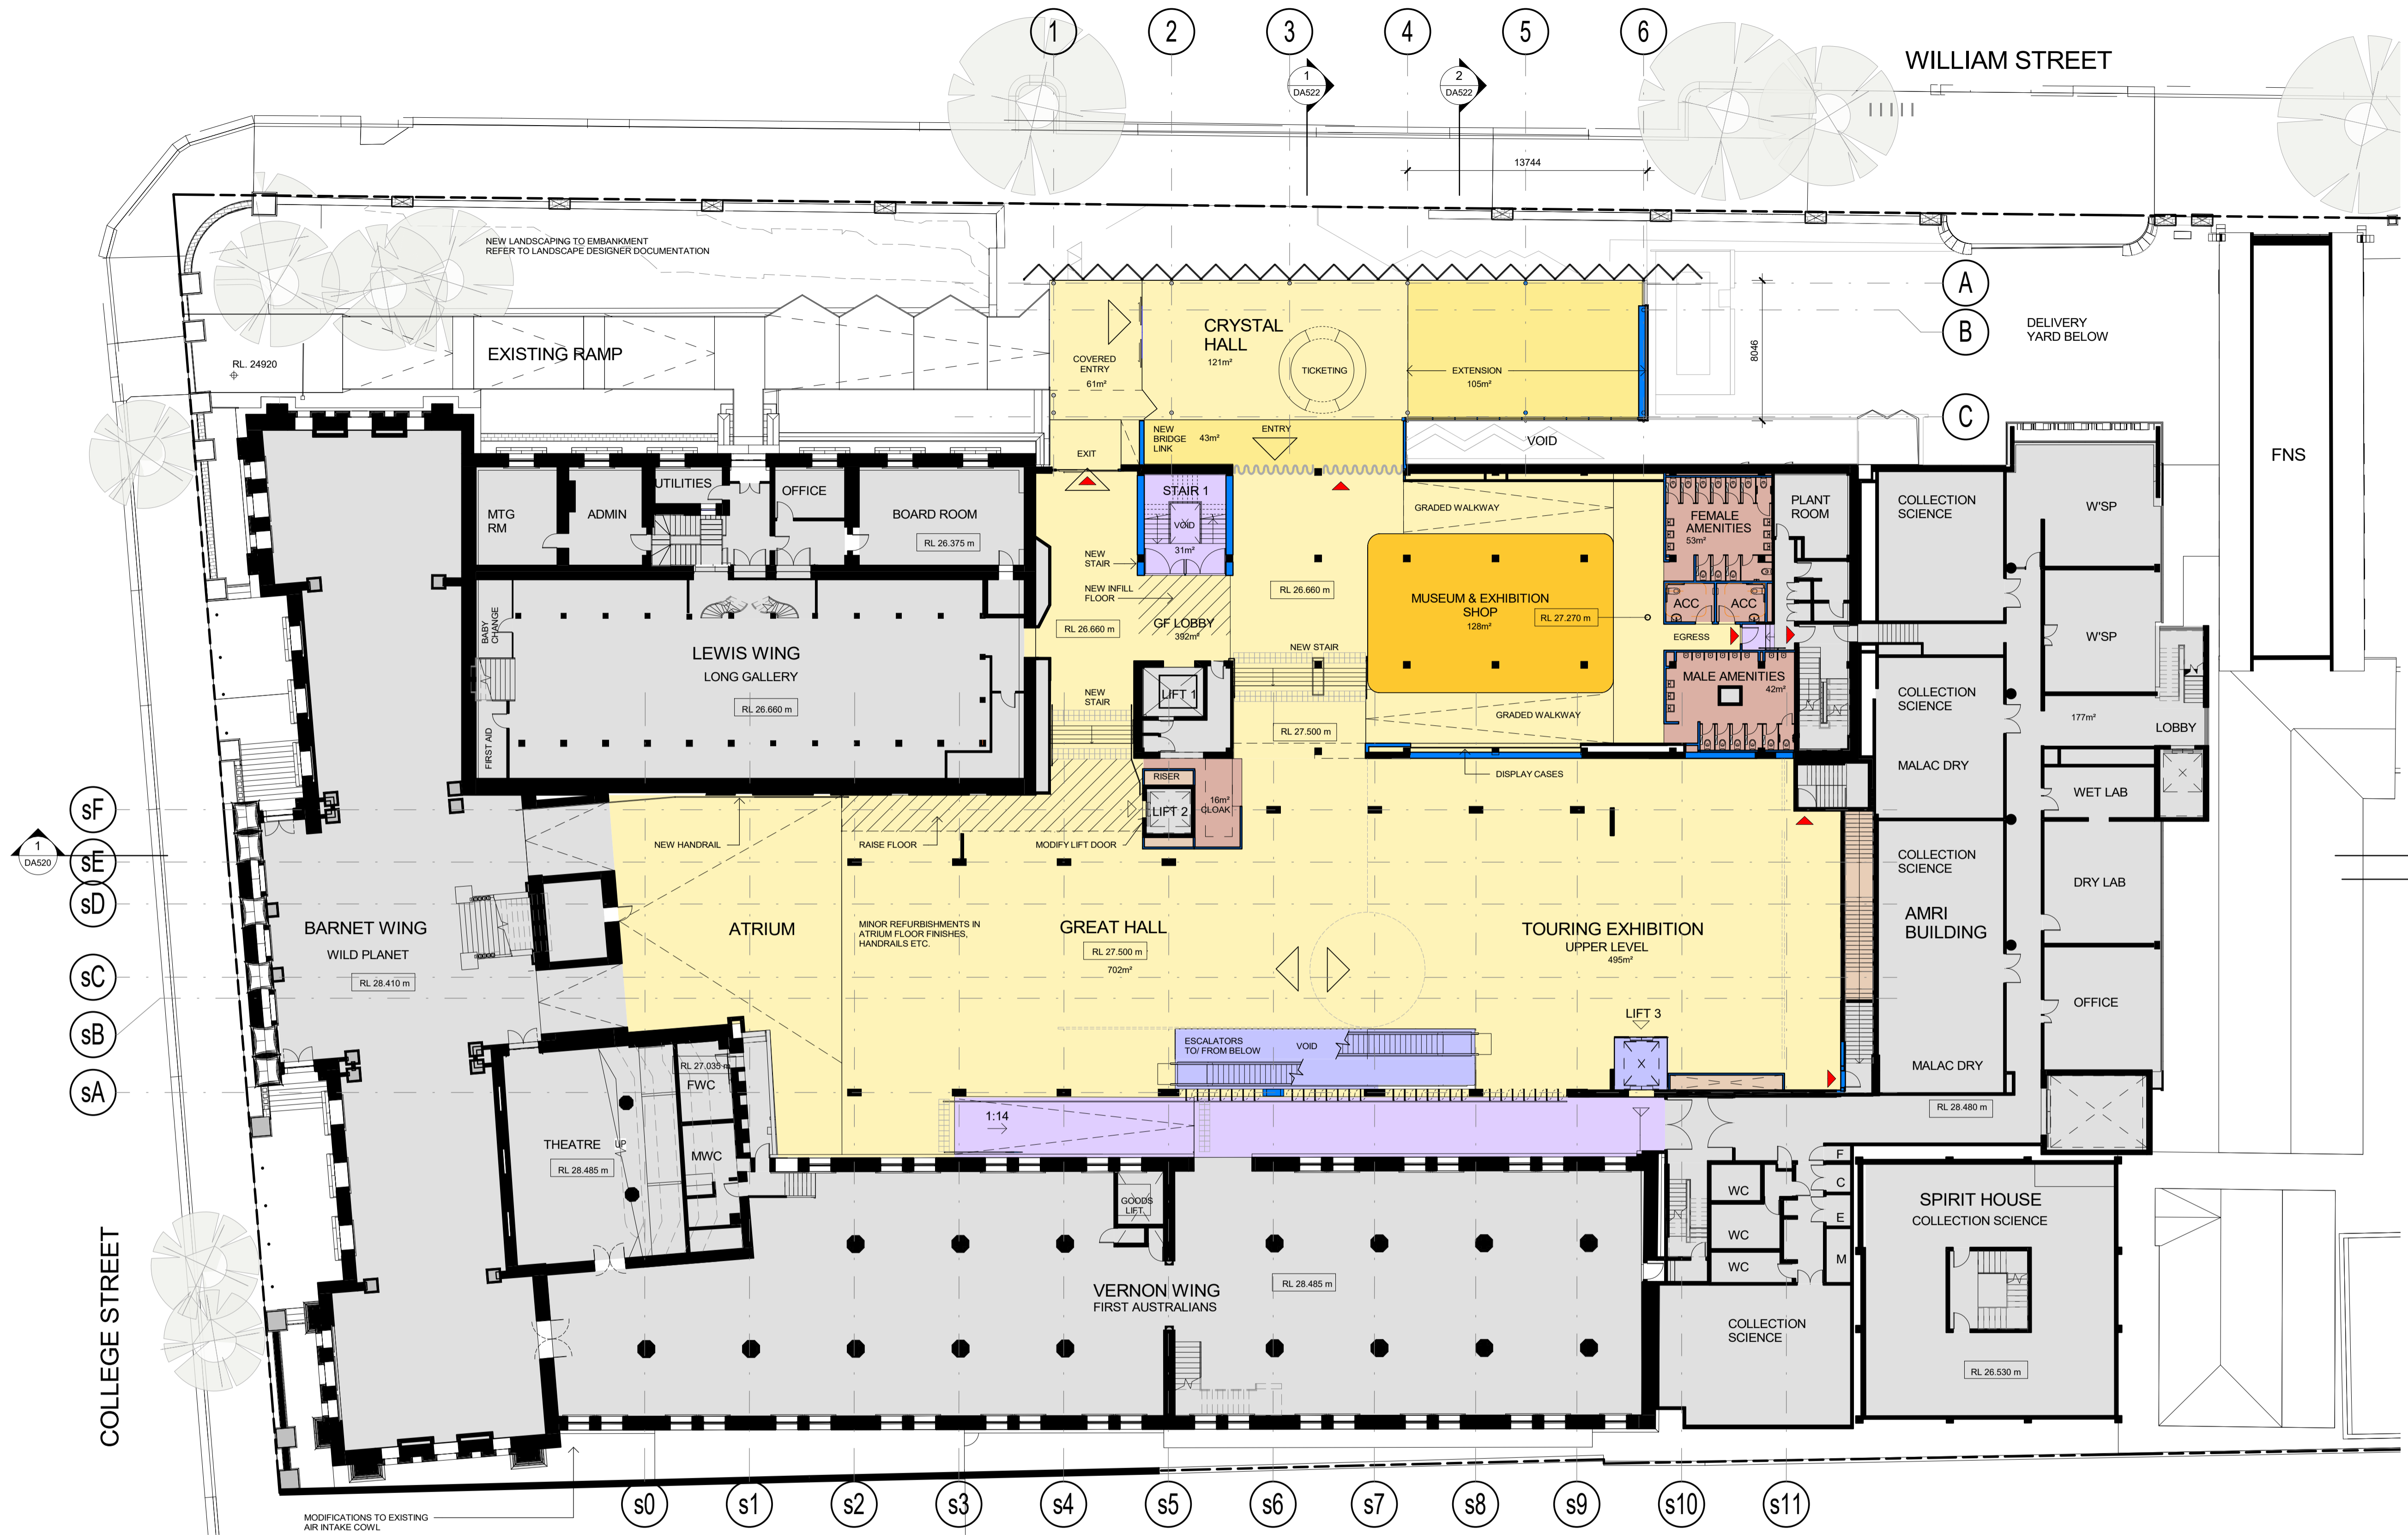 1
2
3
4
5
6
WILLIAM STREET
1
DA522
2
DA522
13744
NEW LANDSCAPING TO EMBANKMENT
REFER TO LANDSCAPE DESIGNER DOCUMENTATION
A
B
C
DELIVERY
YARD BELOW
EXISTING RAMP
RL. 24920
COVERED
ENTRY
61m²
CRYSTAL
HALL
121m²
TICKETING
EXTENSION
105m²
8046
NEW
BRIDGE
LINK
43m²
ENTRY
EXIT
VOID
FNS
MTG
RM
ADMIN
UTILITIES
OFFICE
BOARD ROOM
RL 26.375 m
STAIR 1
VOID
31m²
NEW
STAIR
NEW INFILL
FLOOR
GRADED WALKWAY
FEMALE
AMENITIES
53m²
PLANT
ROOM
COLLECTION
SCIENCE
W'SP
RL 26.660 m
MUSEUM & EXHIBITION
SHOP
128m²
RL 27.270 m
ACC
ACC
EGRESS
RL 26.660 m
GF LOBBY
392m²
W'SP
BABY
CHANGE
LEWIS WING
LONG GALLERY
RL 26.660 m
FIRST AID
NEW STAIR
NEW
STAIR
LIFT 1
MALE AMENITIES
42m²
COLLECTION
SCIENCE
MALAC DRY
177m²
LOBBY
RL 27.500 m
GRADED WALKWAY
DISPLAY CASES
RISER
LIFT 2
16m²
CLOAK
WET LAB
sF
sE
sD
sC
sB
sA
1
DA520
NEW HANDRAIL
RAISE FLOOR
MODIFY LIFT DOOR
COLLECTION
SCIENCE
DRY LAB
BARNET WING
WILD PLANET
RL 28.410 m
ATRIUM
MINOR REFURBISHMENTS IN
ATRIUM FLOOR FINISHES,
HANDRAILS ETC.
GREAT HALL
RL 27.500 m
702m²
TOURING EXHIBITION
UPPER LEVEL
495m²
AMRI
BUILDING
OFFICE
LIFT 3
ESCALATORS
TO/ FROM BELOW
VOID
MALAC DRY
RL 27.035 m
FWC
1:14
RL 28.480 m
THEATRE
UP
RL 28.485 m
MWC
GOODS
LIFT.
F
C
E
M
WC
WC
WC
SPIRIT HOUSE
COLLECTION SCIENCE
RL 26.530 m
COLLEGE STREET
VERNON WING
FIRST AUSTRALIANS
RL 28.485 m
COLLECTION
SCIENCE
s0
s1
s2
s3
s4
s5
s6
s7
s8
s9
s10
s11
MODIFICATIONS TO EXISTING
AIR INTAKE COWL